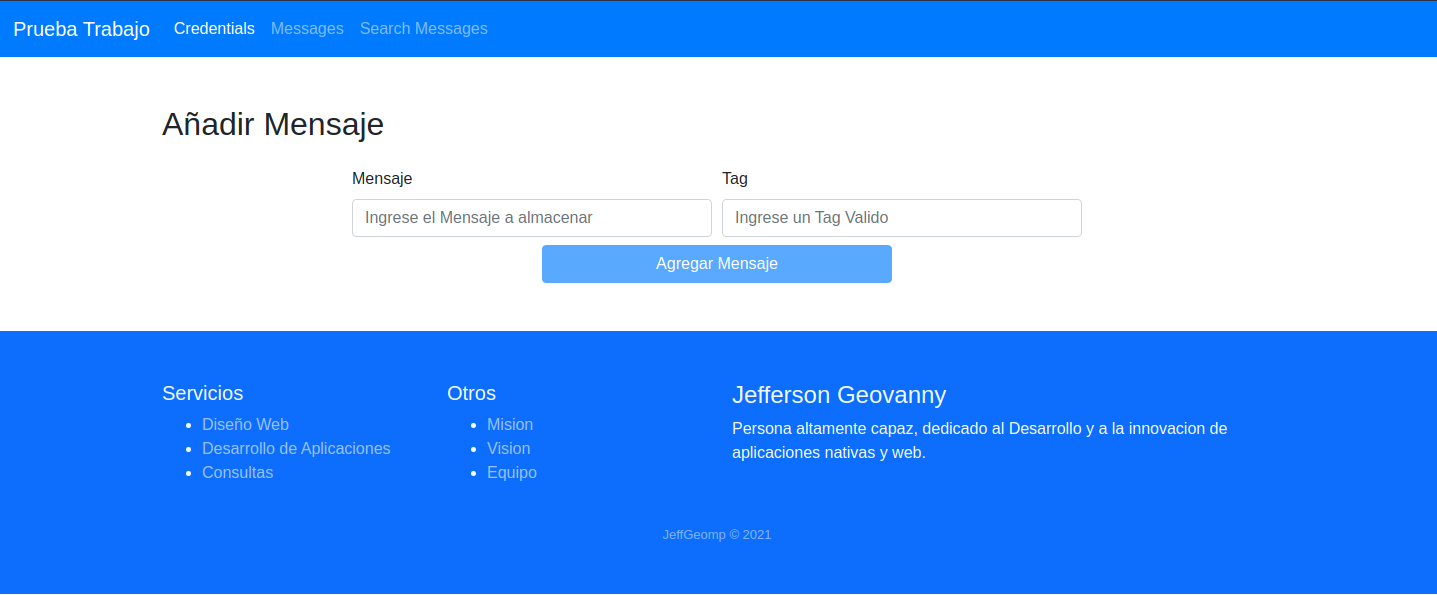 Prueba Trabajo Credentials Messages Search Messages
Añadir Mensaje
Mensaje Tag
Ingrese el Mensaje a almacenar Ingrese un Tag Valido
Agregar Mensaje
Servicios
Diseño Web
Desarrollo de Aplicaciones
Consultas
Otros
Mision
Vision
Equipo
Jefferson Geovanny
Persona altamente capaz, dedicado al Desarrollo y a la innovacion de
aplicaciones nativas y web.
JeffGeomp © 2021